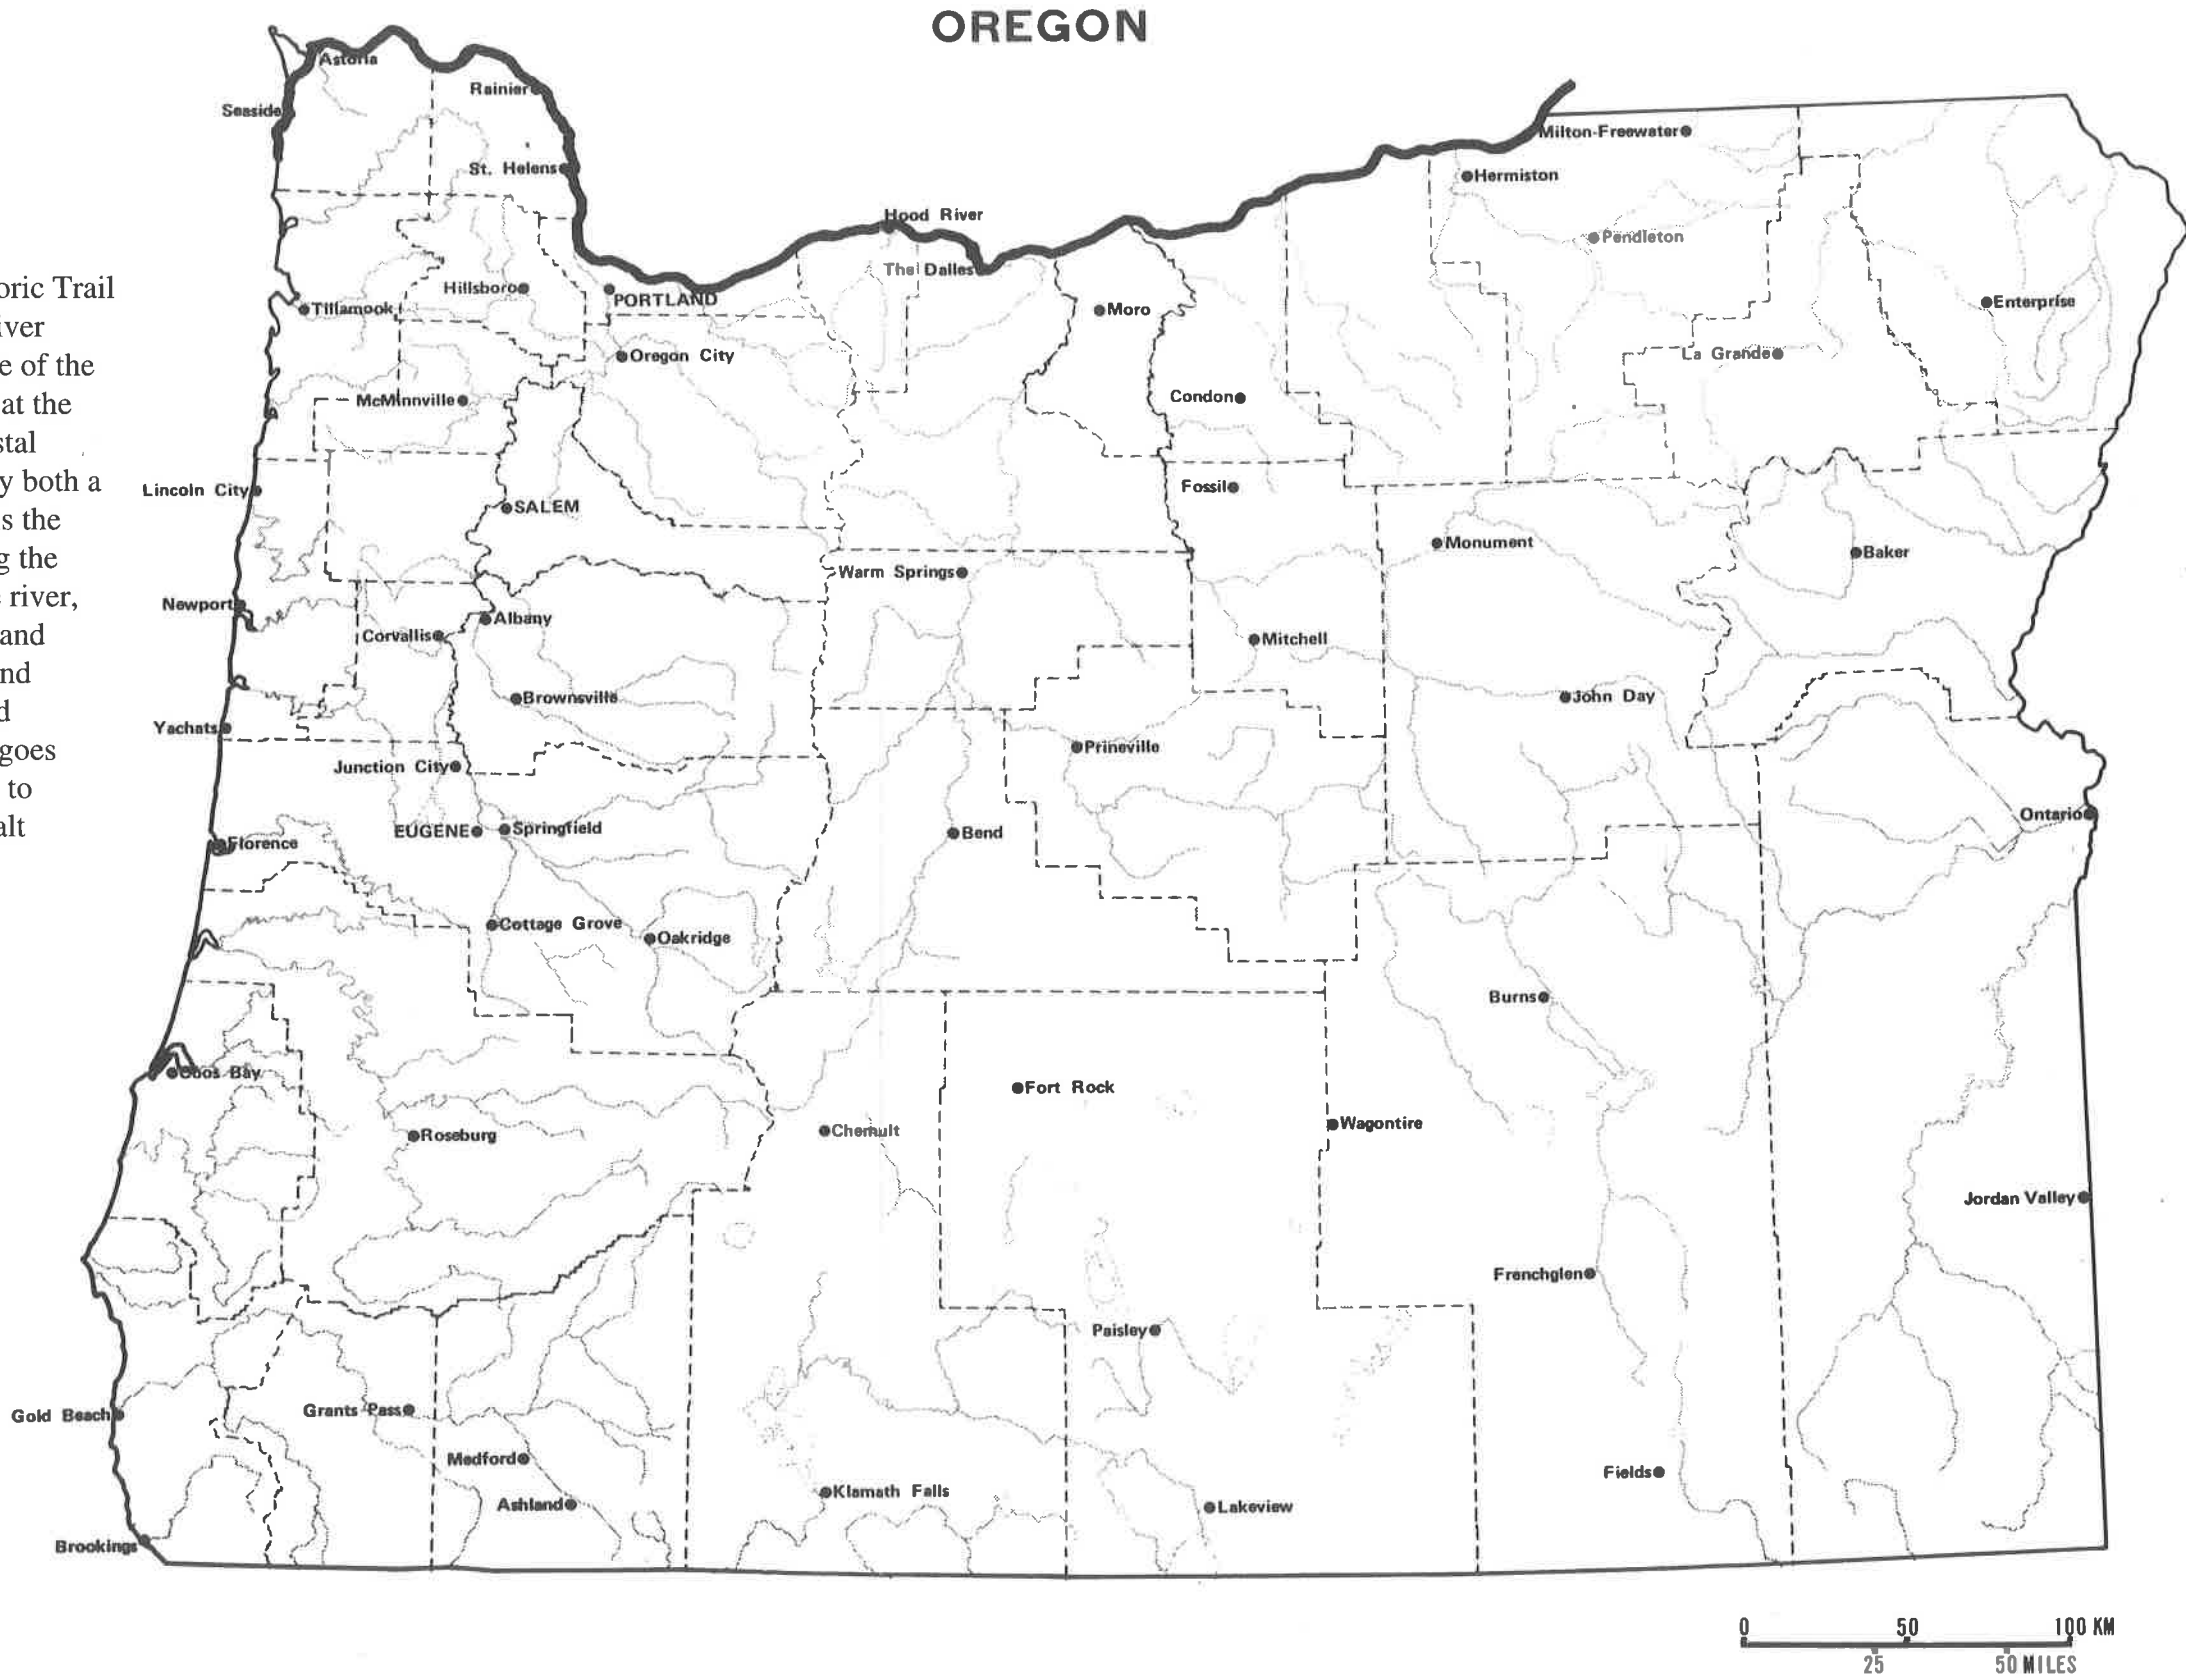 OREGON
oric Trail
iver
e of the
at the
stal
y both a
s the
g the
river,
and
nd
d
goes
to
alt
Astoria
Rainier
Seaside
St. Helens
Milton-Freewater
Hermiston
Hood River
Pendleton
The Dalles
Hillsboro
PORTLAND
Tillamook
Moro
Enterprise
Oregon City
La Grande
McMinnville
Condon
Lincoln City
SALEM
Fossil
Monument
Baker
Warm Springs
Newport
Albany
Corvallis
Mitchell
Brownsville
John Day
Yachats
Prineville
Junction City
Ontario
EUGENE
Springfield
Bend
Florence
Cottage Grove
Oakridge
Burns
Coos Bay
Fort Rock
Chemult
Wagontire
Roseburg
Jordan Valley
Frenchglen
Paisley
Gold Beach
Grants Pass
Medford
Fields
Klamath Falls
Ashland
Lakeview
Brookings
0 50 100 KM
25 50 MILES